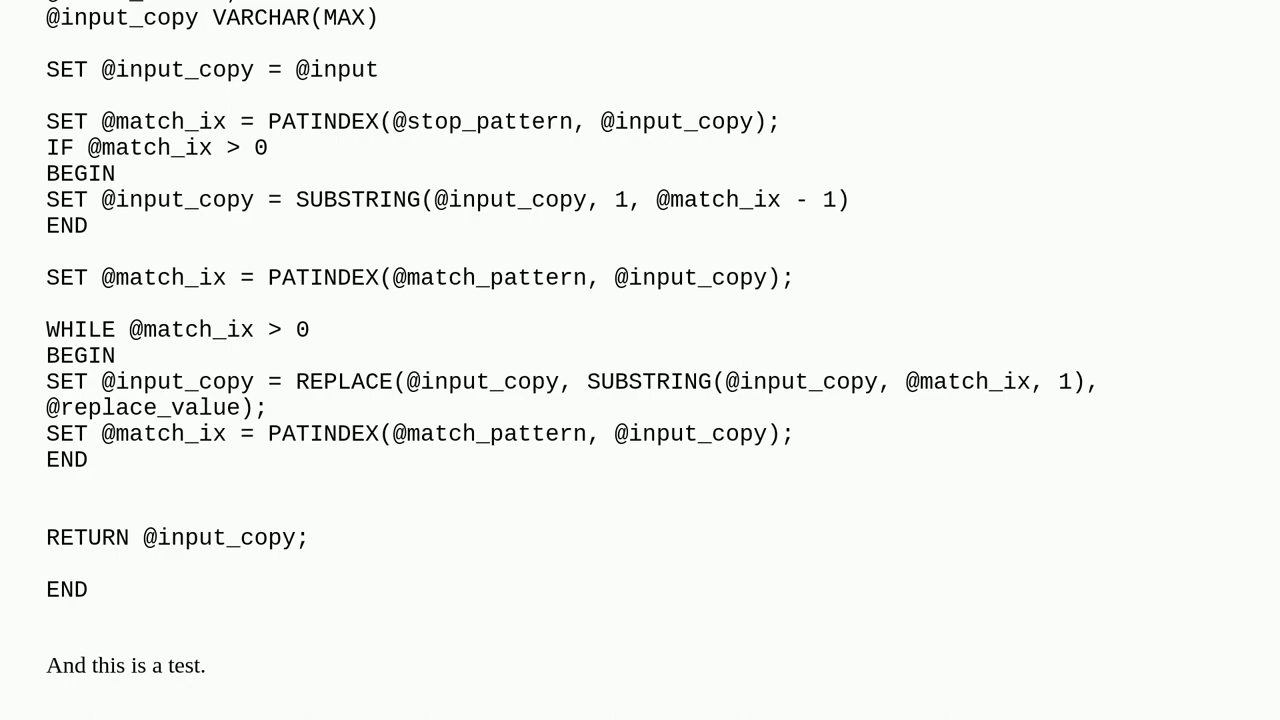 @input_copy VARCHAR(MAX)
SET @input_copy = @input
SET @match_ix = PATINDEX(@stop_pattern, @input_copy);
IF @match_ix > 0
BEGIN
SET @input_copy = SUBSTRING(@input_copy, 1, @match_ix - 1)
END
SET @match_ix = PATINDEX(@match_pattern, @input_copy);
WHILE @match_ix > 0
BEGIN
SET @input_copy = REPLACE(@input_copy, SUBSTRING(@input_copy, @match_ix, 1),
@replace_value);
SET @match_ix = PATINDEX(@match_pattern, @input_copy);
END
RETURN @input_copy;
END
And this is a test.